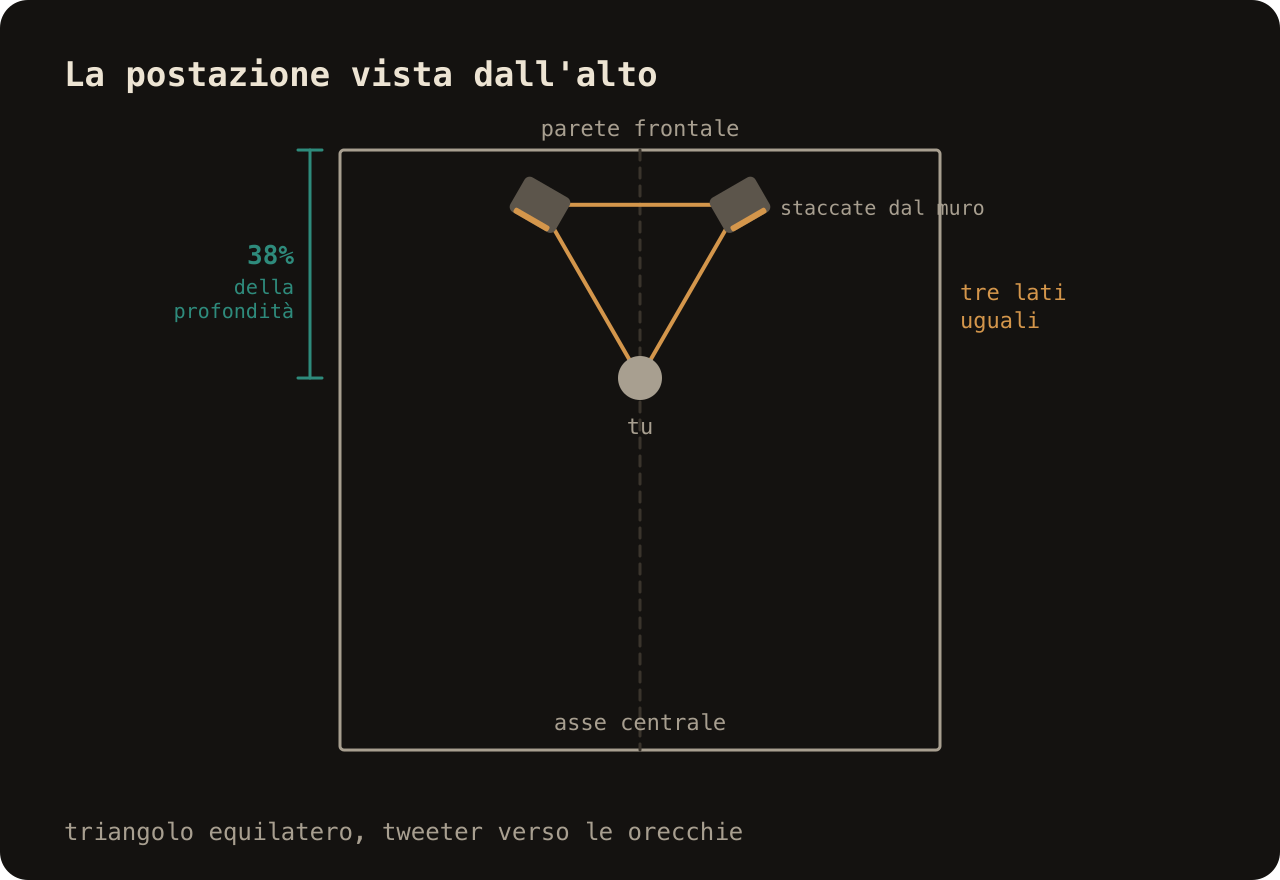 La postazione vista dall'alto
parete frontale
staccate dal muro
38%
della
profondità
tre lati
uguali
tu
asse centrale
triangolo equilatero, tweeter verso le orecchie